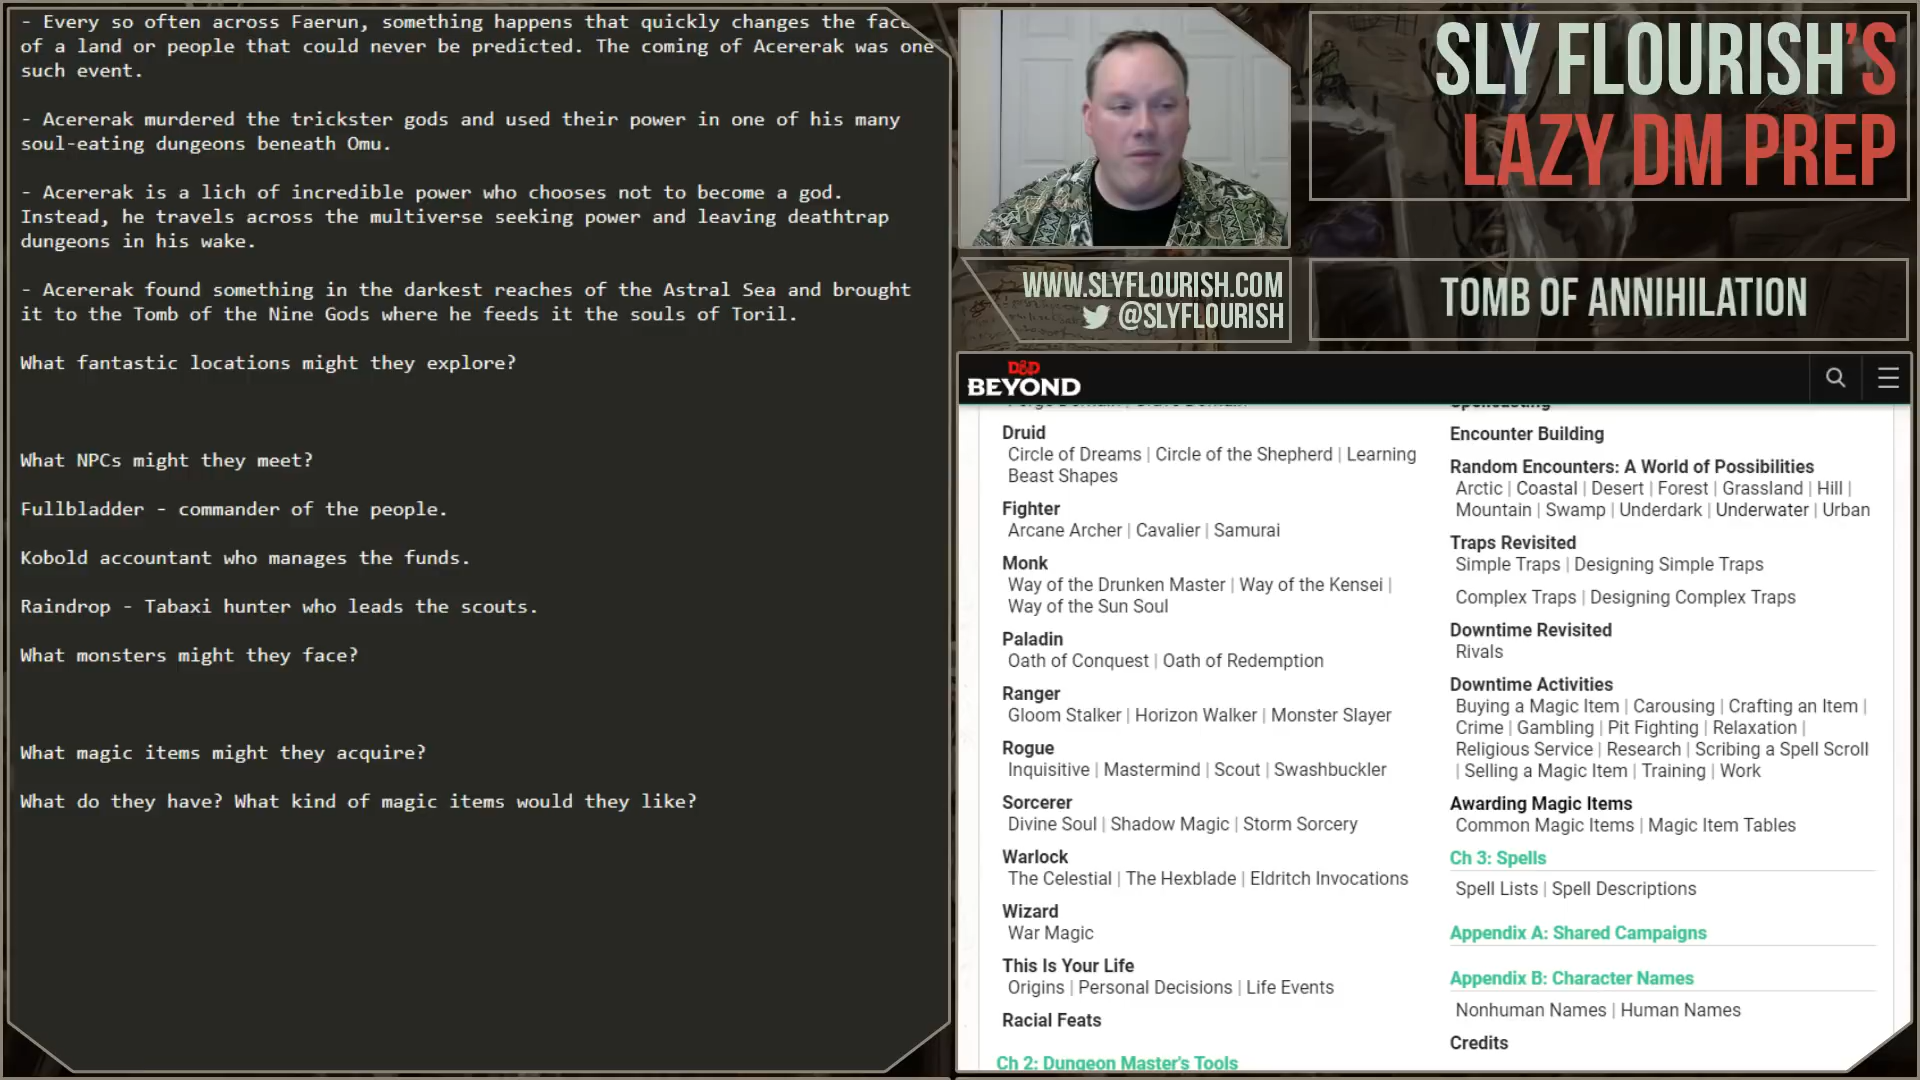 - Every so often across Faerun, something happens that quickly changes the face
of a land or people that could never be predicted. The coming of Acererak was one
such event.
- Acererak murdered the trickster gods and used their power in one of his many
soul-eating dungeons beneath Omu.
- Acererak is a lich of incredible power who chooses not to become a god.
Instead, he travels across the multiverse seeking power and leaving deathtrap
dungeons in his wake.
- Acererak found something in the darkest reaches of the Astral Sea and brought
it to the Tomb of the Nine Gods where he feeds it the souls of Toril.
What fantastic locations might they explore?
What NPCs might they meet?
Fullbladder - commander of the people.
Kobold accountant who manages the funds.
Raindrop - Tabaxi hunter who leads the scouts.
What monsters might they face?
What magic items might they acquire?
What do they have? What kind of magic items would they like?
WWW.SLYFLOURISH.COM
@SLYFLOURISH
SLY FLOURISH'S
LAZY DM PREP
TOMB OF ANNIHILATION
D&D
BEYOND
Druid
Circle of Dreams | Circle of the Shepherd | Learning
Beast Shapes
Fighter
Arcane Archer | Cavalier | Samurai
Monk
Way of the Drunken Master | Way of the Kensei |
Way of the Sun Soul
Paladin
Oath of Conquest | Oath of Redemption
Ranger
Gloom Stalker | Horizon Walker | Monster Slayer
Rogue
Inquisitive | Mastermind | Scout | Swashbuckler
Sorcerer
Divine Soul | Shadow Magic | Storm Sorcery
Warlock
The Celestial | The Hexblade | Eldritch Invocations
Wizard
War Magic
This Is Your Life
Origins | Personal Decisions | Life Events
Racial Feats
Ch 2: Dungeon Master's Tools
Spellcasting
Encounter Building
Random Encounters: A World of Possibilities
Arctic | Coastal | Desert | Forest | Grassland | Hill |
Mountain | Swamp | Underdark | Underwater | Urban
Traps Revisited
Simple Traps | Designing Simple Traps
Complex Traps | Designing Complex Traps
Downtime Revisited
Rivals
Downtime Activities
Buying a Magic Item | Carousing | Crafting an Item |
Crime | Gambling | Pit Fighting | Relaxation |
Religious Service | Research | Scribing a Spell Scroll
| Selling a Magic Item | Training | Work
Awarding Magic Items
Common Magic Items | Magic Item Tables
Ch 3: Spells
Spell Lists | Spell Descriptions
Appendix A: Shared Campaigns
Appendix B: Character Names
Nonhuman Names | Human Names
Credits